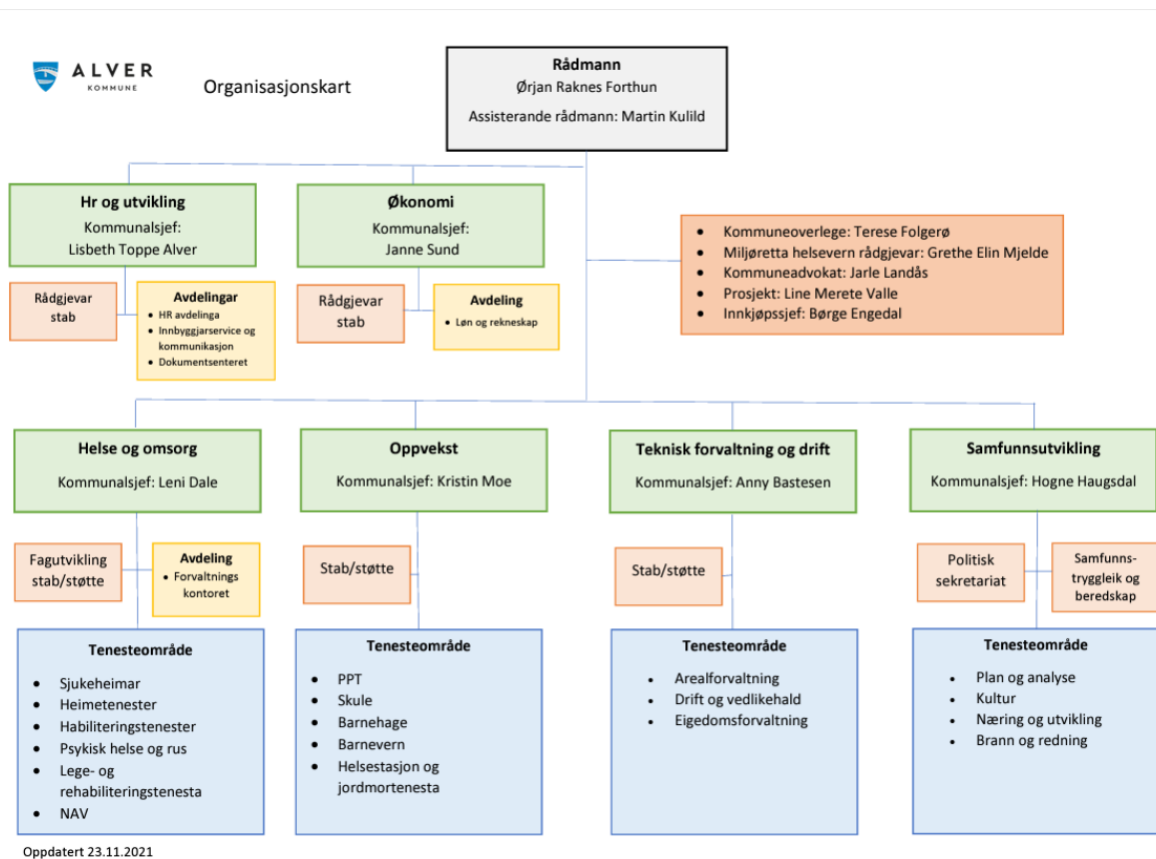 ALVER
KOMMUNE
Organisasjonskart
Rådmann
Ørjan Raknes Forthun
Assisterande rådmann: Martin Kulild
Hr og utvikling
Kommunalsjef:
Lisbeth Toppe Alver
Økonomi
Kommunalsjef:
Janne Sund
• Kommuneoverlege: Terese Folgerø
• Miljøretta helsevern rådgjevar: Grethe Elin Mjelde
• Kommuneadvokat: Jarle Landås
• Prosjekt: Line Merete Valle
• Innkjøpssjef: Børge Engedal
Rådgjevar
stab
Avdelingar
• HR avdelinga
• Innbyggjarservice og
kommunikasjon
• Dokumentsenteret
Rådgjevar
stab
Avdeling
• Løn og rekneskap
Helse og omsorg
Kommunalsjef: Leni Dale
Oppvekst
Kommunalsjef: Kristin Moe
Teknisk forvaltning og drift
Kommunalsjef: Anny Bastesen
Samfunnsutvikling
Kommunalsjef: Hogne Haugsdal
Fagutvikling
stab/støtte
Avdeling
• Forvaltnings
kontoret
Stab/støtte
Stab/støtte
Politisk
sekretariat
Samfunns-
tryggleik og
beredskap
Tenesteområde
• Sjukeheimar
• Heimetenester
• Habiliteringstenester
• Psykisk helse og rus
• Lege- og
rehabiliteringstenesta
• NAV
Tenesteområde
• PPT
• Skule
• Barnehage
• Barnevern
• Helsestasjon og
jordmortenesta
Tenesteområde
• Arealforvaltning
• Drift og vedlikehald
• Eigedomsforvaltning
Tenesteområde
• Plan og analyse
• Kultur
• Næring og utvikling
• Brann og redning
Oppdatert 23.11.2021